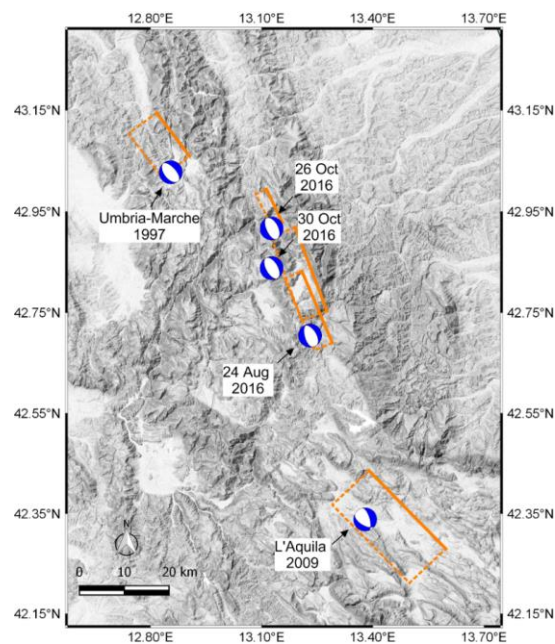 12.80°E 13.10°E 13.40°E 13.70°E
43.15°N 43.15°N
26 Oct
2016
42.95°N 42.95°N
Umbria-Marche
1997
30 Oct
2016
42.75°N 42.75°N
24 Aug
2016
42.55°N 42.55°N
42.35°N 42.35°N
L'Aquila
2009
N
0 10 20 km
42.15°N 42.15°N
12.80°E 13.10°E 13.40°E 13.70°E